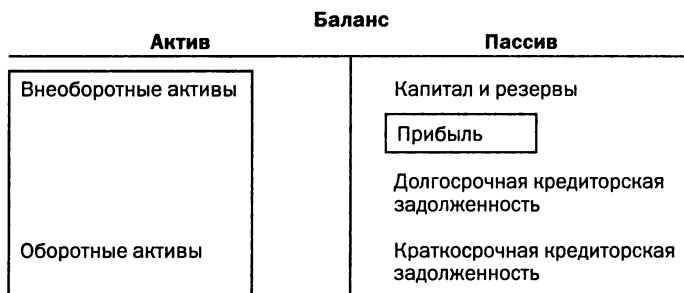 Баланс
Актив
Пассив
Внеоборотные активы
Капитал и резервы
Прибыль
Долгосрочная кредиторская
задолженность
Оборотные активы
Краткосрочная кредиторская
задолженность